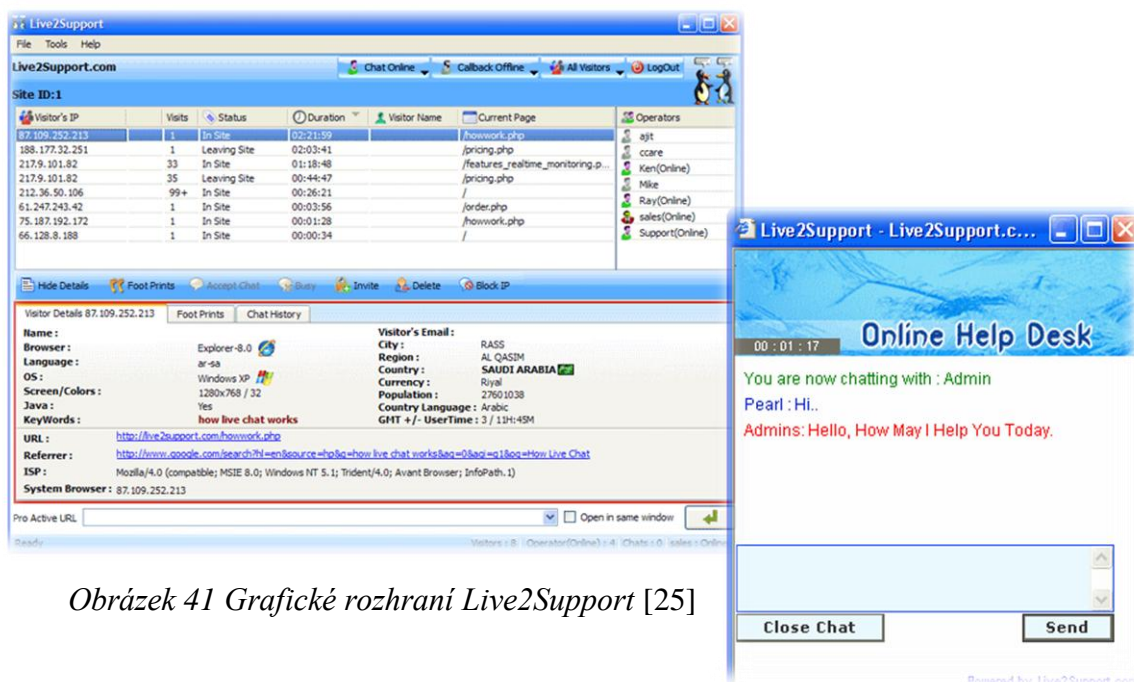 Live2Support
File Tools Help
Live2Support.com Chat Online Callback Offline All Visitors LogOut
Site ID:1
Visitor's IP Visits Status Duration Visitor Name Current Page Operators
87.109.252.213 1 In Site 02:21:59 /howwork.php ajit
188.177.32.251 1 Leaving Site 02:03:41 /pricing.php ccare
217.9.101.82 33 In Site 01:18:48 /features_realtime_monitoring.p... Ken(Online)
217.9.101.82 35 Leaving Site 00:44:47 /pricing.php Mike
212.36.50.106 99+ In Site 00:26:21 / Ray(Online)
61.247.243.42 1 In Site 00:03:56 /order.php sales(Online)
75.187.192.172 1 In Site 00:01:28 /howwork.php Support(Online)
66.128.8.188 1 In Site 00:00:34 /
Hide Details Foot Prints Accept Chat Busy Invite Delete Block IP
Visitor Details 87.109.252.213 Foot Prints Chat History
Name : Visitor's Email :
Browser : Explorer-8.0 City : RASS
Language : ar-sa Region : AL QASIM
OS : Windows XP Country : SAUDI ARABIA
Screen/Colors : 1280x768 / 32 Currency : Riyal
Java : Yes Population : 27601038
KeyWords : how live chat works Country Language : Arabic
GMT +/- UserTime : 3 / 11H:45M
URL : http://live2support.com/howwork.php
Referrer : http://www.google.com/search?hl=en&source=hp&q=how live chat works&aq=0&aqi=g1&oq=How Live Chat
ISP : Mozilla/4.0 (compatible; MSIE 8.0; Windows NT 5.1; Trident/4.0; Avant Browser; InfoPath.1)
System Browser : 87.109.252.213
Pro Active URL Open in same window
Ready Visitors : 8 Operator(Online) : 4 Chats : 0 sales : Online
Live2Support - Live2Support.c...
Online Help Desk
00 : 01 : 17
You are now chatting with : Admin
Pearl : Hi..
Admins: Hello, How May I Help You Today.
Close Chat Send
Powered by: Live2Support.com
Obrázek 41 Grafické rozhraní Live2Support [25]